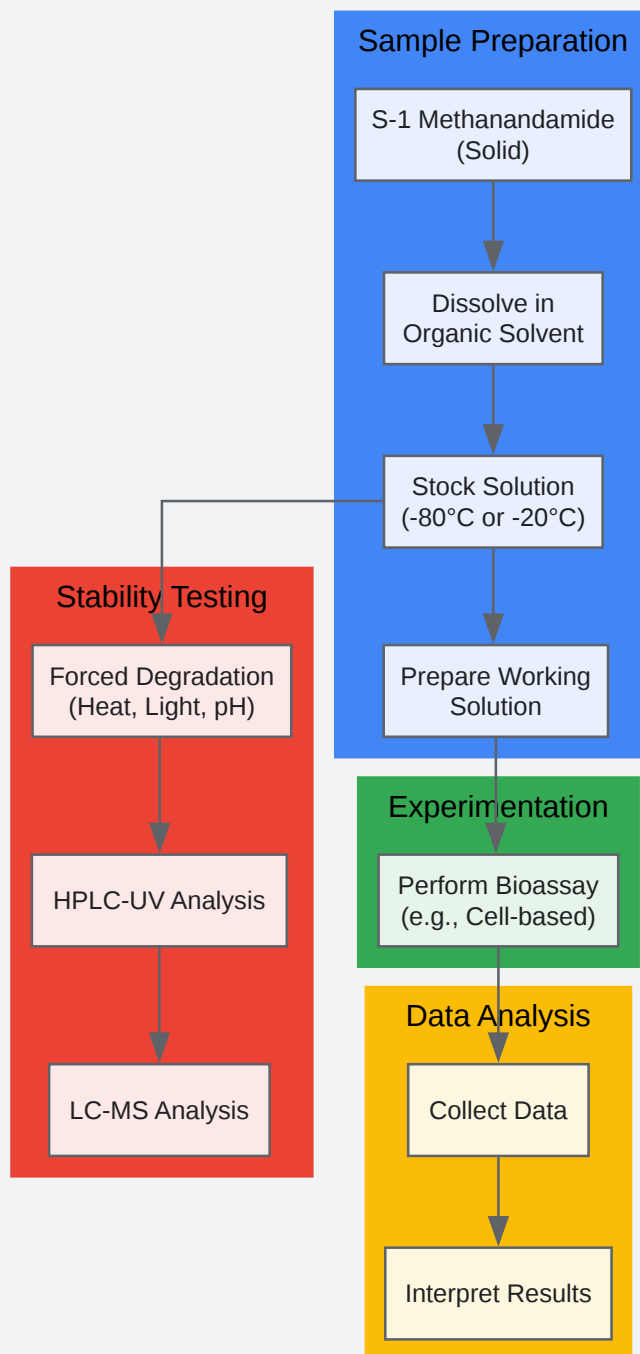 Sample Preparation
S-1 Methanandamide
(Solid)
Dissolve in
Organic Solvent
Stock Solution
(-80°C or -20°C)
Prepare Working
Solution
Stability Testing
Forced Degradation
(Heat, Light, pH)
HPLC-UV Analysis
LC-MS Analysis
Experimentation
Perform Bioassay
(e.g., Cell-based)
Data Analysis
Collect Data
Interpret Results